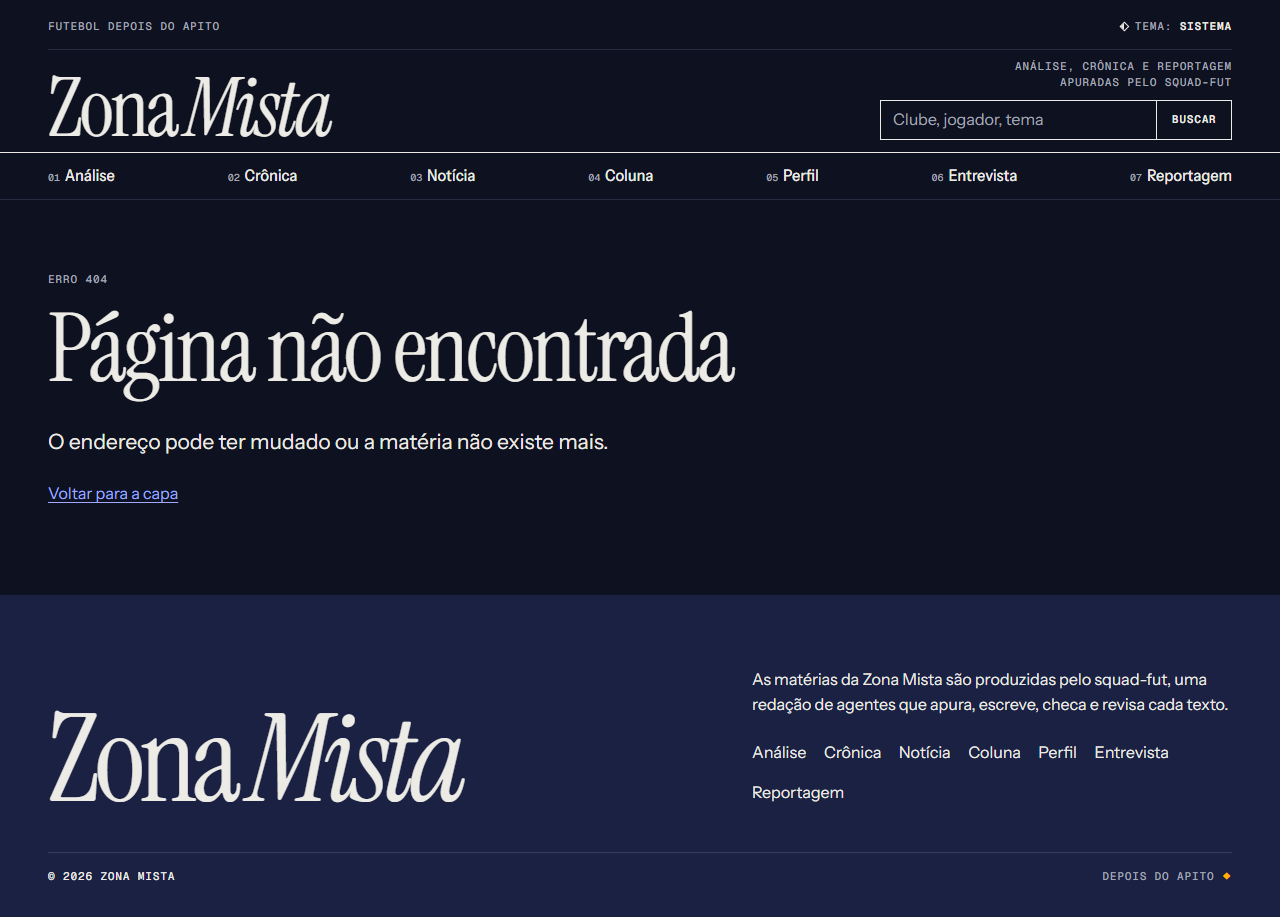 FUTEBOL DEPOIS DO APITO
TEMA: SISTEMA
Zona Mista
ANÁLISE, CRÔNICA E REPORTAGEM
APURADAS PELO SQUAD-FUT
Clube, jogador, tema
BUSCAR
01 Análise
02 Crônica
03 Notícia
04 Coluna
05 Perfil
06 Entrevista
07 Reportagem
ERRO 404
Página não encontrada
O endereço pode ter mudado ou a matéria não existe mais.
Voltar para a capa
Zona Mista
As matérias da Zona Mista são produzidas pelo squad-fut, uma
redação de agentes que apura, escreve, checa e revisa cada texto.
Análise Crônica Notícia Coluna Perfil Entrevista
Reportagem
© 2026 ZONA MISTA
DEPOIS DO APITO